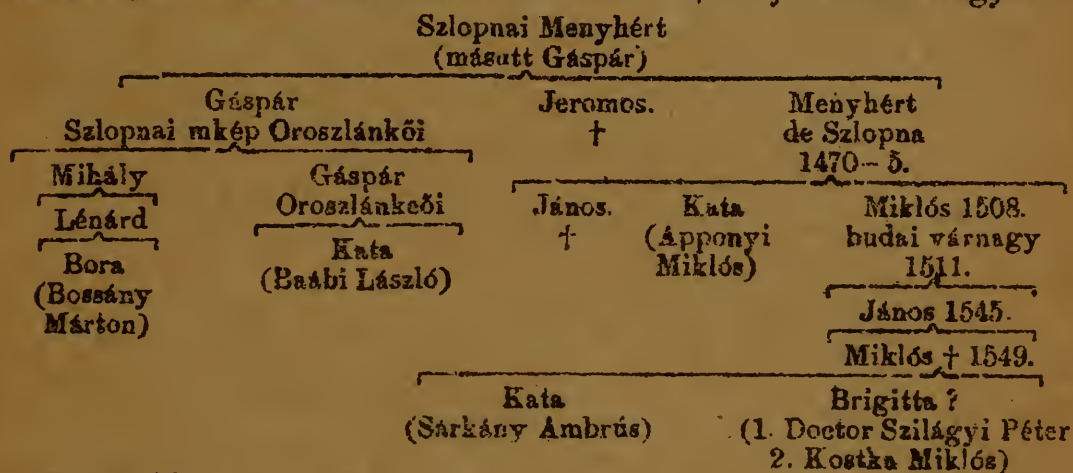 Szlopnai Menyhért
(másutt Gáspár)
Gáspár Jeromos. Menyhért
Szlopnai mkép Oroszlánkői † de Szlopna
1470–5.
Mihály Gáspár
Lénárd Oroszlánkeői János. Kata Miklós 1508.
Bora Kata † (Apponyi budai várnagy
(Bossány (Baábi László) Miklós) 1511.
Márton) János 1545.
Miklós † 1549.
Kata Brigitta ?
(Sárkány Ambrús) (1. Doctor Szilágyi Péter
2. Kostka Miklós)